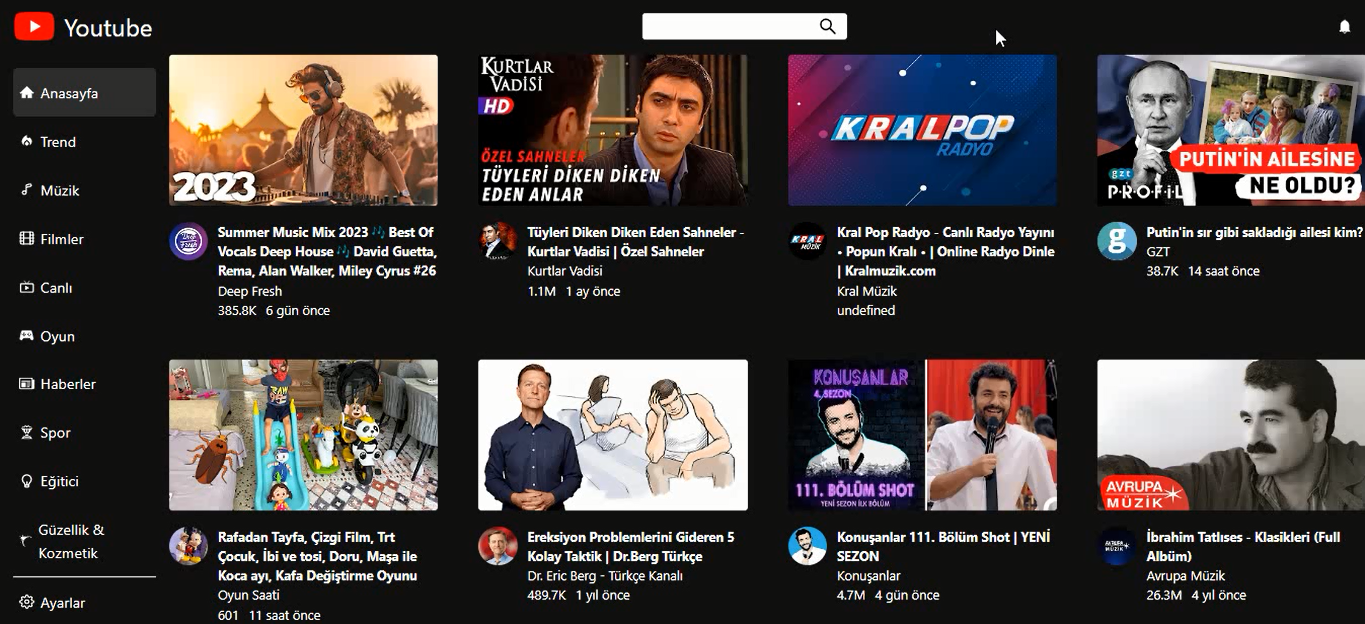 Youtube
Anasayfa
Trend
Müzik
Filmler
Canlı
Oyun
Haberler
Spor
Eğitici
Güzellik &
Kozmetik
Ayarlar
2023
Summer Music Mix 2023 🎶 Best Of
Vocals Deep House 🎶 David Guetta,
Rema, Alan Walker, Miley Cyrus #26
Deep Fresh
385.8K 6 gün önce
KURTLAR
VADİSİ
HD
ÖZEL SAHNELER
TÜYLERİ DİKEN DİKEN
EDEN ANLAR
Tüyleri Diken Diken Eden Sahneler -
Kurtlar Vadisi | Özel Sahneler
Kurtlar Vadisi
1.1M 1 ay önce
KRALPOP
RADYO
KRAL
MÜZİK
Kral Pop Radyo - Canlı Radyo Yayını
• Popun Kralı • | Online Radyo Dinle
| Kralmuzik.com
Kral Müzik
undefined
gzt
PROFİL
PUTİN'İN AİLESİNE
NE OLDU?
g
Putin'in sır gibi sakladığı ailesi kim?
GZT
38.7K 14 saat önce
RAW
Rafadan Tayfa, Çizgi Film, Trt
Çocuk, İbi ve tosi, Doru, Maşa ile
Koca ayı, Kafa Değiştirme Oyunu
Oyun Saati
601 11 saat önce
Ereksiyon Problemlerini Gideren 5
Kolay Taktik | Dr.Berg Türkçe
Dr. Eric Berg - Türkçe Kanalı
489.7K 1 yıl önce
KONUŞANLAR
4. SEZON
111. BÖLÜM SHOT
YENİ SEZON İLK BÖLÜM
Konuşanlar 111. Bölüm Shot | YENİ
SEZON
Konuşanlar
4.7M 4 gün önce
AVRUPA
MÜZİK
İbrahim Tatlıses - Klasikleri (Full
Albüm)
Avrupa Müzik
26.3M 4 yıl önce